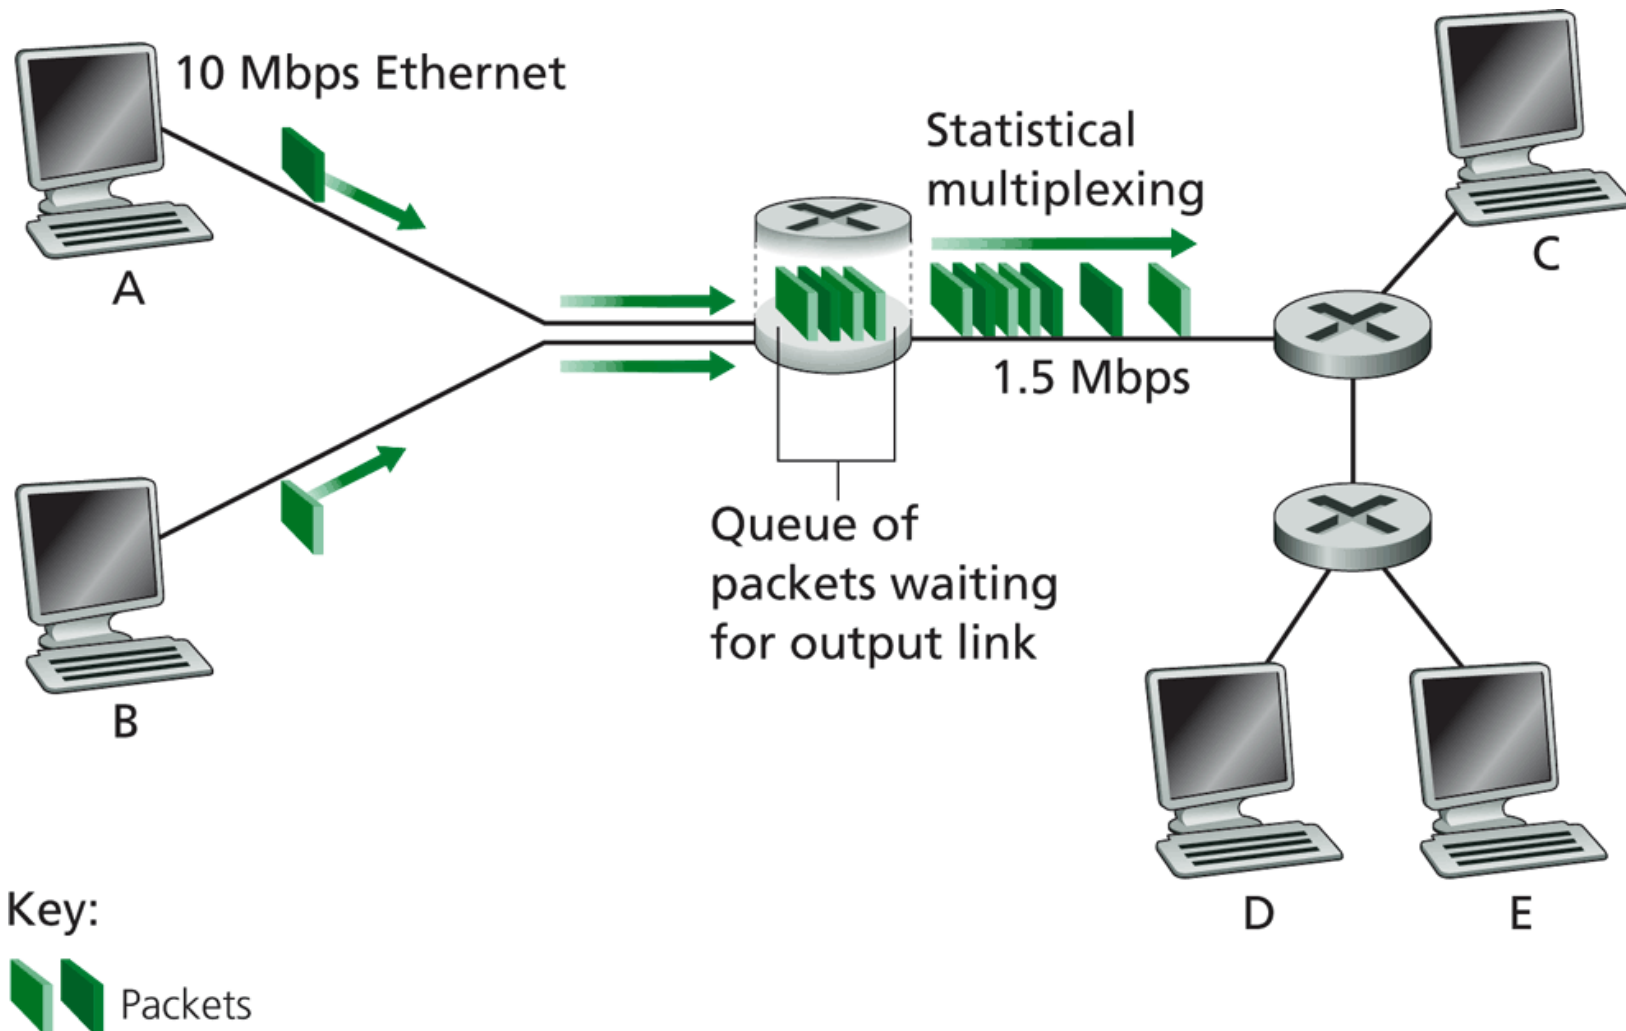 10 Mbps Ethernet
A
Statistical
multiplexing
C
1.5 Mbps
B
Queue of
packets waiting
for output link
D
E
Key:
Packets